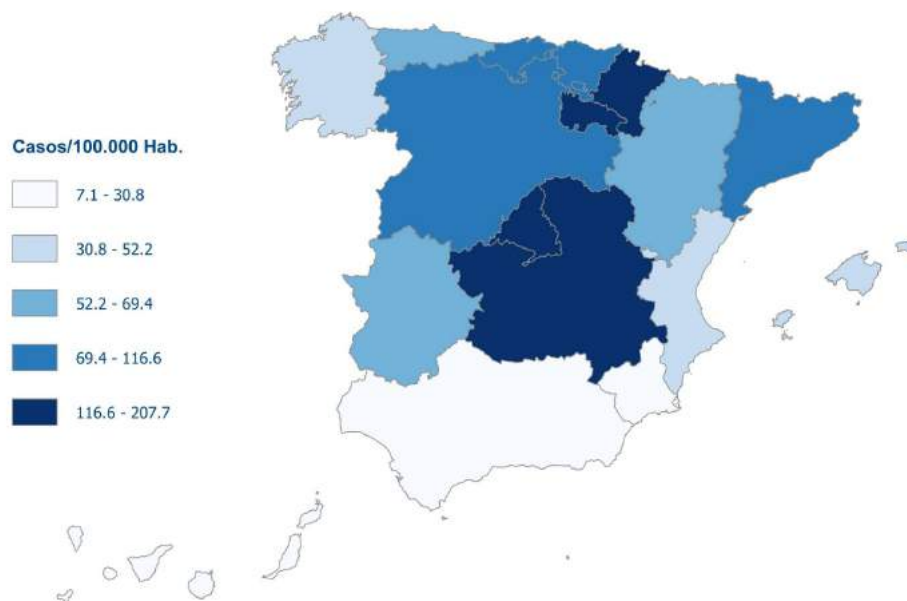 Casos/100.000 Hab.
7.1 - 30.8
30.8 - 52.2
52.2 - 69.4
69.4 - 116.6
116.6 - 207.7